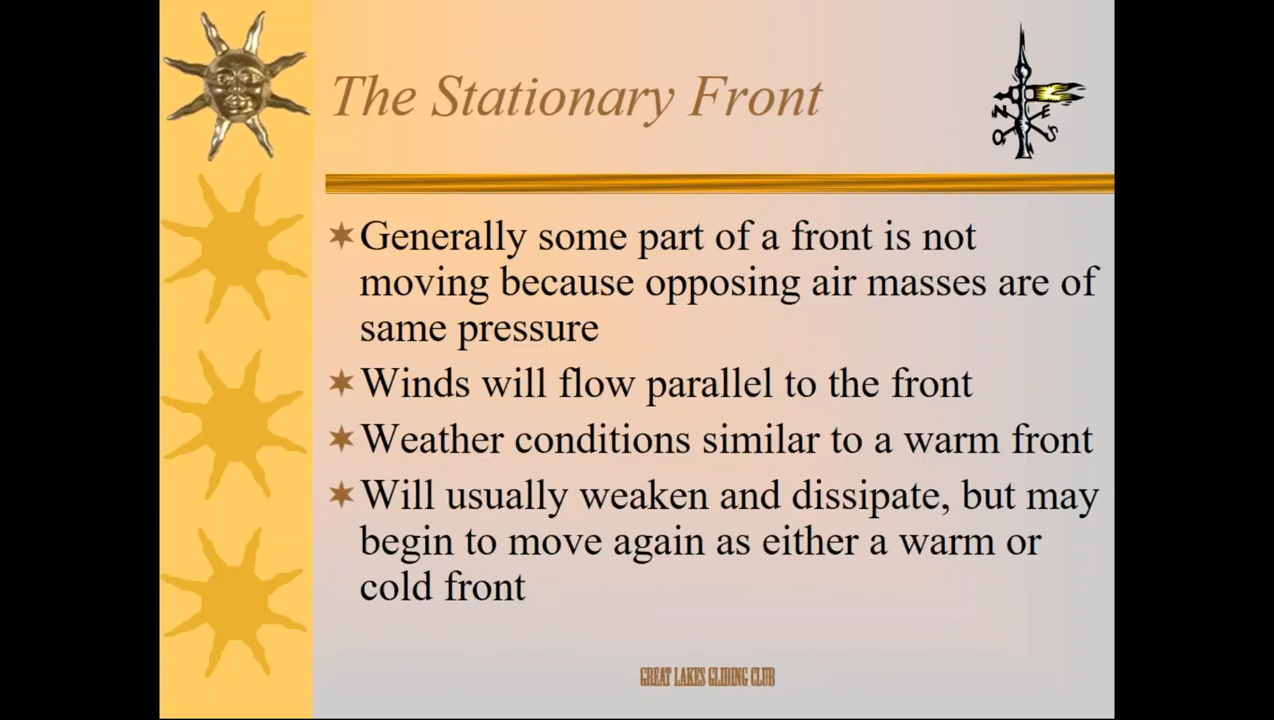 The Stationary Front
N
E
S
Generally some part of a front is not
moving because opposing air masses are of
same pressure
Winds will flow parallel to the front
Weather conditions similar to a warm front
Will usually weaken and dissipate, but may
begin to move again as either a warm or
cold front
GREAT LAKES GLIDING CLUB